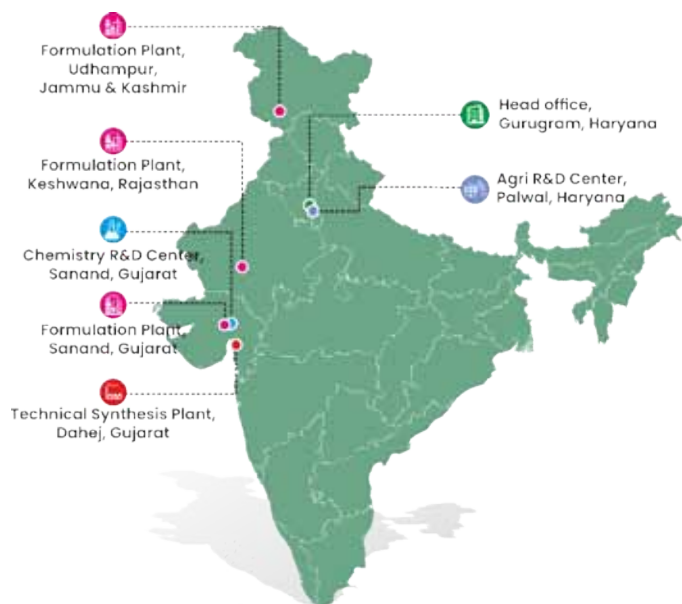 Formulation Plant,
Udhampur,
Jammu & Kashmir
Formulation Plant,
Keshwana, Rajasthan
Chemistry R&D Center,
Sanand, Gujarat
Formulation Plant,
Sanand, Gujarat
Technical Synthesis Plant,
Dahej, Gujarat
Head office,
Gurugram, Haryana
Agri R&D Center,
Palwal, Haryana